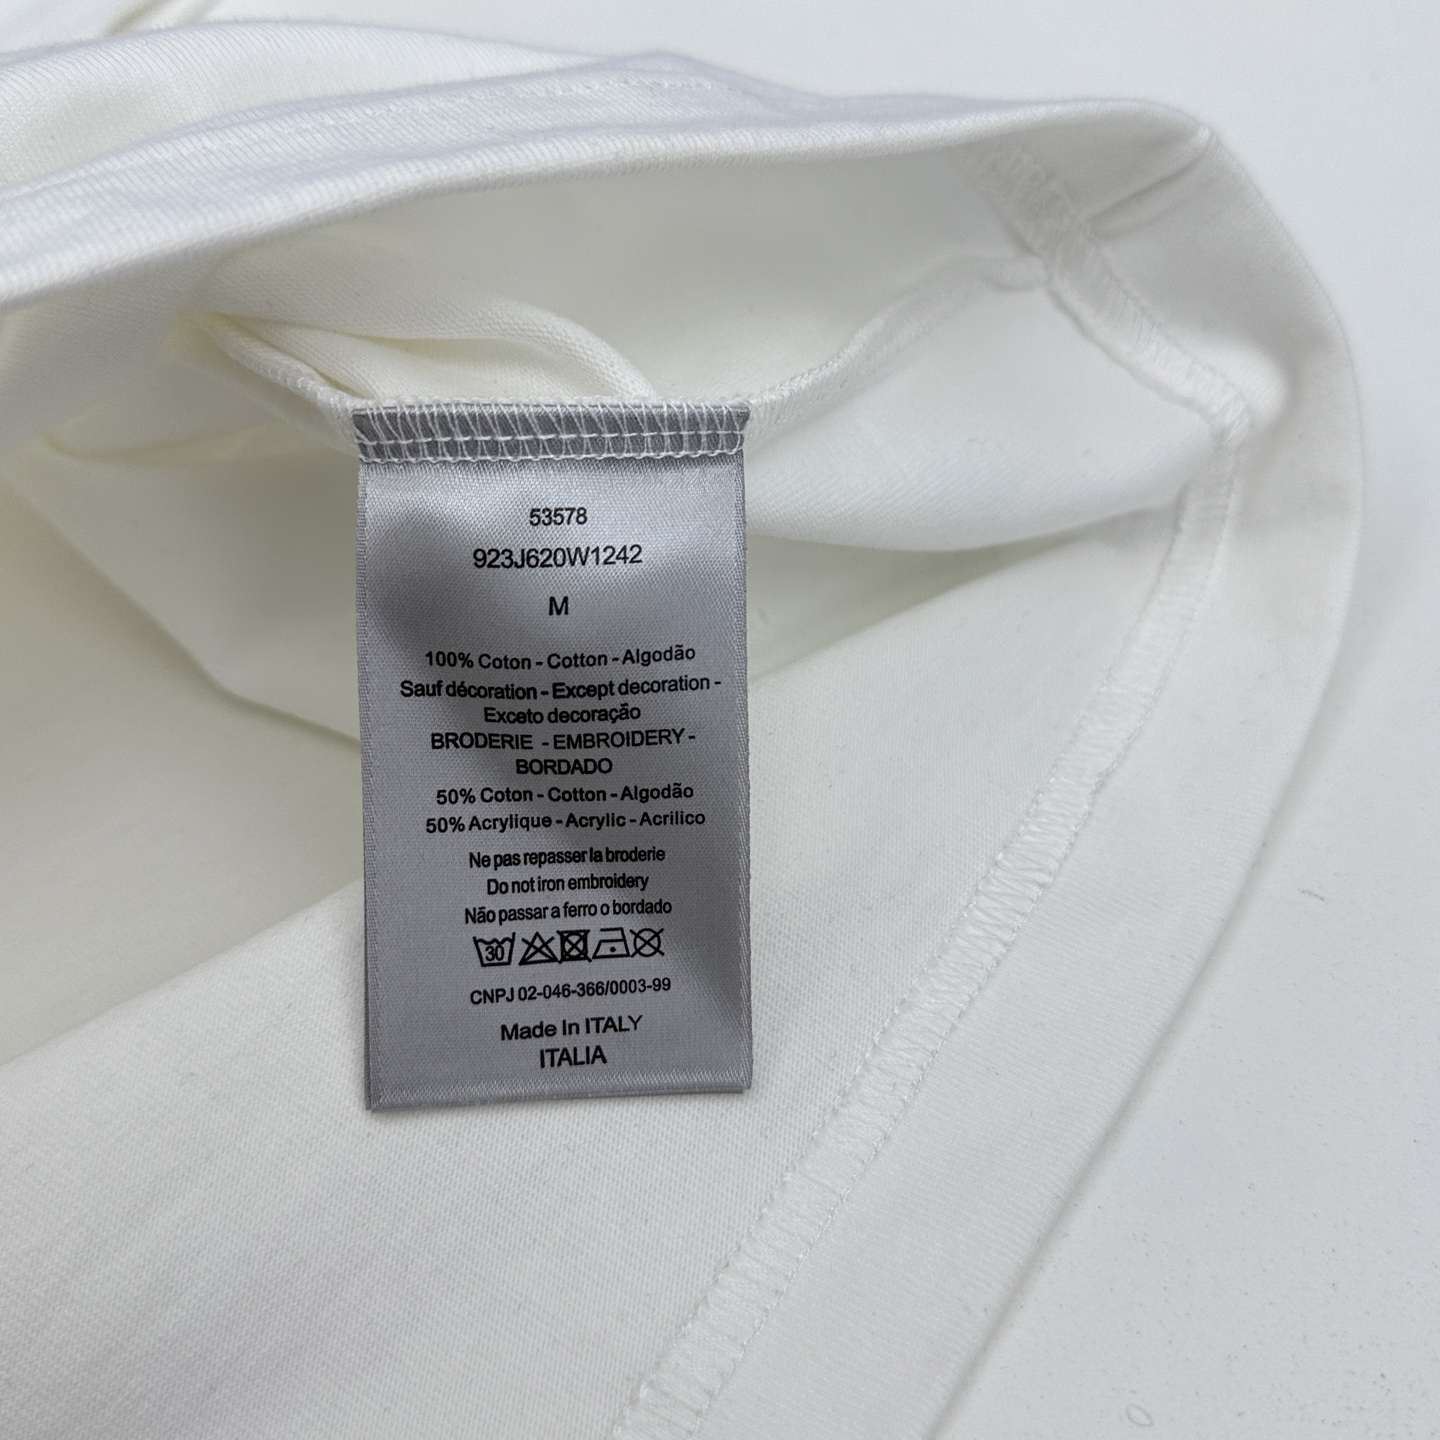 53578
923J620W1242
M
100% Coton - Cotton - Algodão
Sauf décoration - Except decoration -
Exceto decoração
BRODERIE - EMBROIDERY -
BORDADO
50% Coton - Cotton - Algodão
50% Acrylique - Acrylic - Acrilico
Ne pas repasser la broderie
Do not iron embroidery
Não passar a ferro o bordado
30
CNPJ 02-046-366/0003-99
Made In ITALY
ITALIA